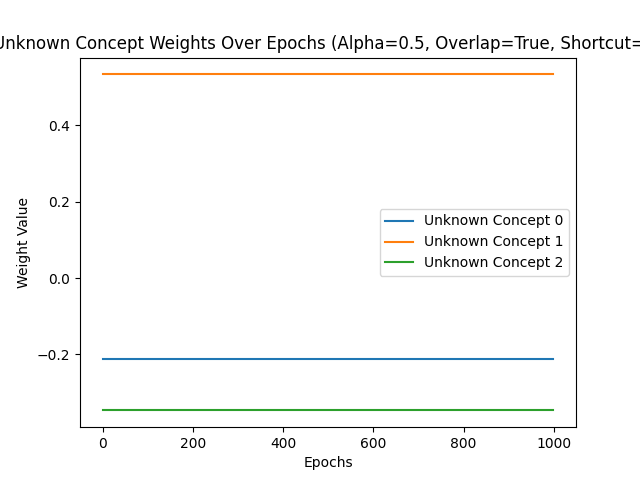 Unknown Concept Weights Over Epochs (Alpha=0.5, Overlap=True, Shortcut=
0.4
0.2
0.0
−0.2
Weight Value
Unknown Concept 0
Unknown Concept 1
Unknown Concept 2
0 200 400 600 800 1000
Epochs